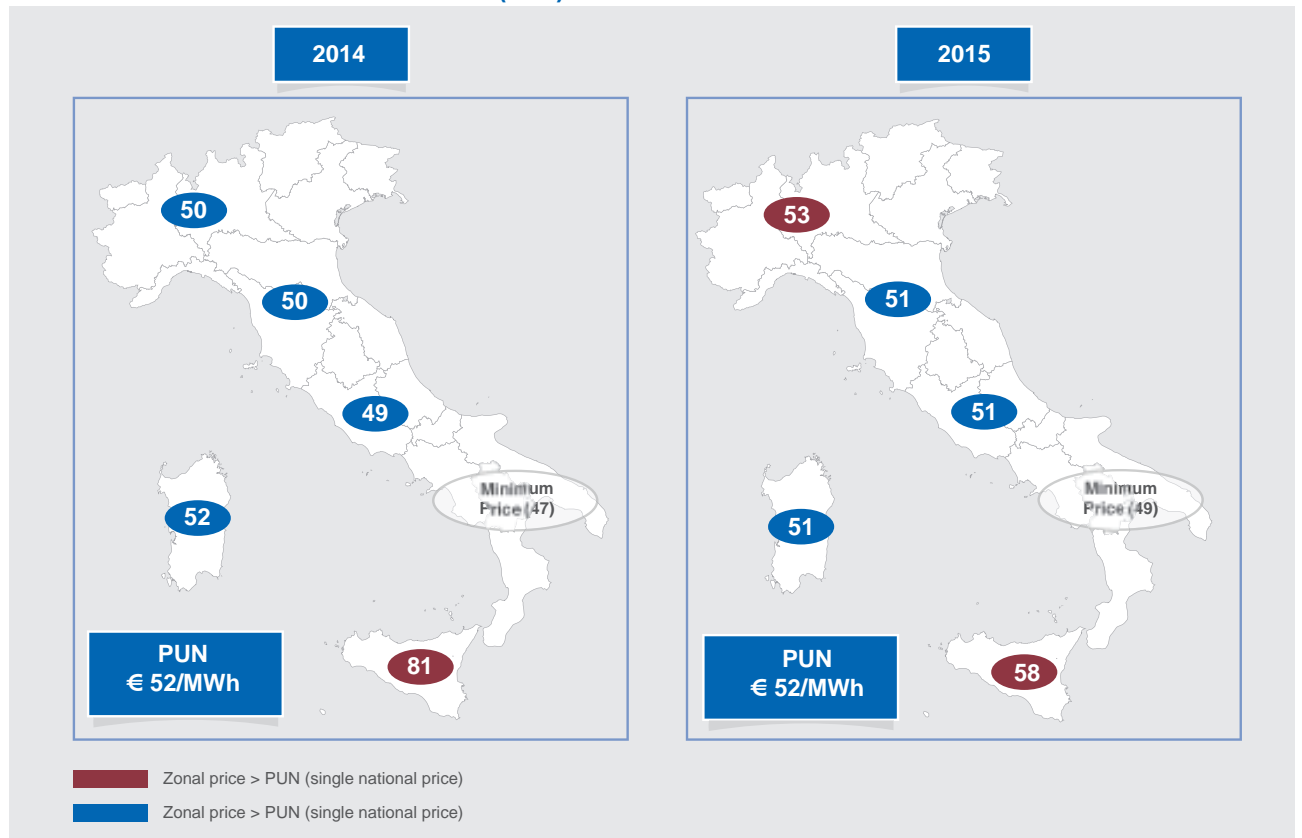 2014
2015
50
50
49
Minimum
Price (47)
52
81
PUN
€ 52/MWh
53
51
51
Minimum
Price (49)
51
58
PUN
€ 52/MWh
Zonal price > PUN (single national price)
Zonal price > PUN (single national price)